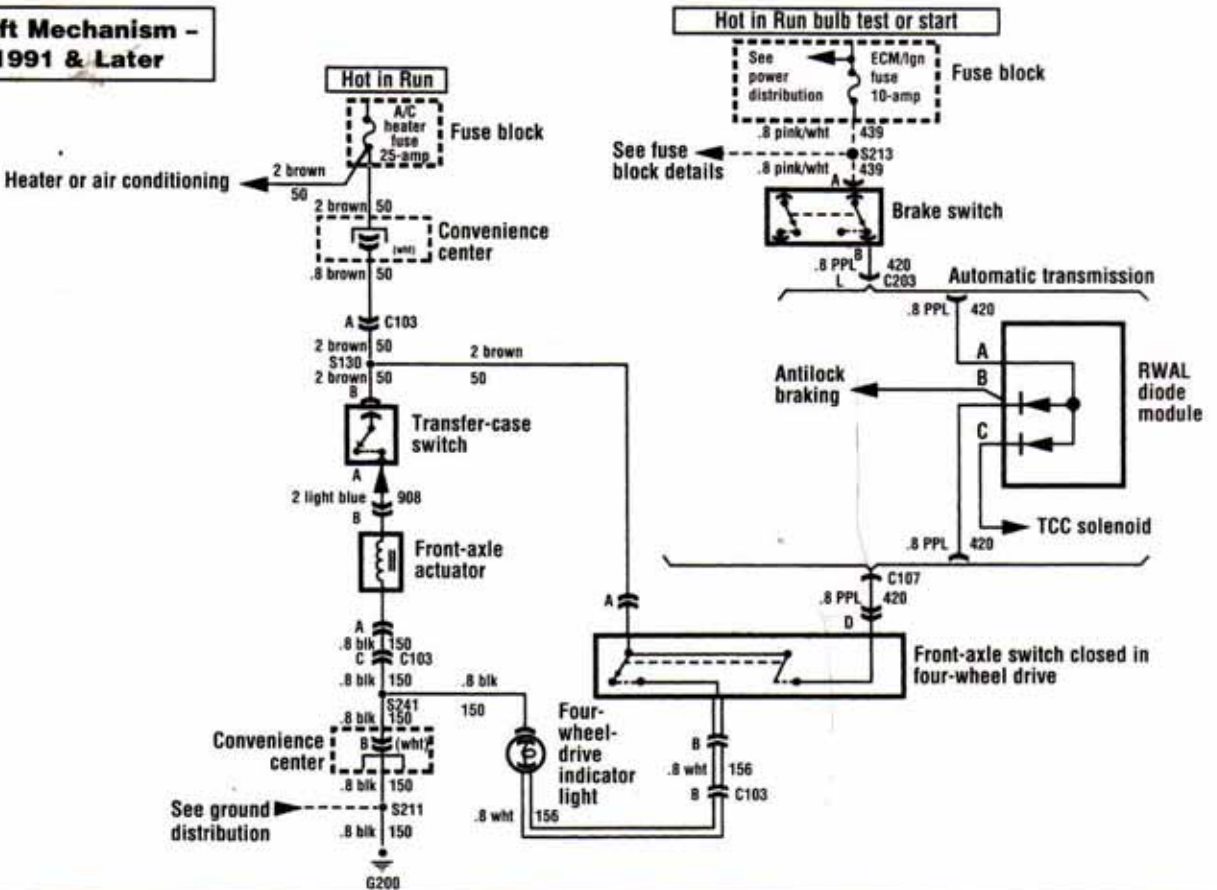 ft Mechanism –
1991 & Later
Hot in Run
A/C
heater
fuse
25-amp
Fuse block
Heater or air conditioning
2 brown
50
2 brown 50
(wht)
Convenience
center
.8 brown 50
A C103
2 brown 50
S130
2 brown 50
B
2 brown
50
Transfer-case
switch
A
2 light blue 908
B
Front-axle
actuator
A
.8 blk 150
C C103
.8 blk 150
S241
.8 blk
150
.8 blk 150
Convenience
center
B (wht)
.8 blk 150
See ground
distribution
S211
.8 blk 150
G200
Four-
wheel-
drive
indicator
light
.8 wht 156
B
.8 wht 156
B C103
Hot in Run bulb test or start
See
power
distribution
ECM/Ign
fuse
10-amp
Fuse block
.8 pink/wht 439
S213
See fuse
block details
.8 pink/wht 439
A
Brake switch
B
.8 PPL 420
L C203
Automatic transmission
.8 PPL 420
A
B
C
Antilock
braking
RWAL
diode
module
TCC solenoid
.8 PPL 420
C107
.8 PPL 420
D
A
Front-axle switch closed in
four-wheel drive